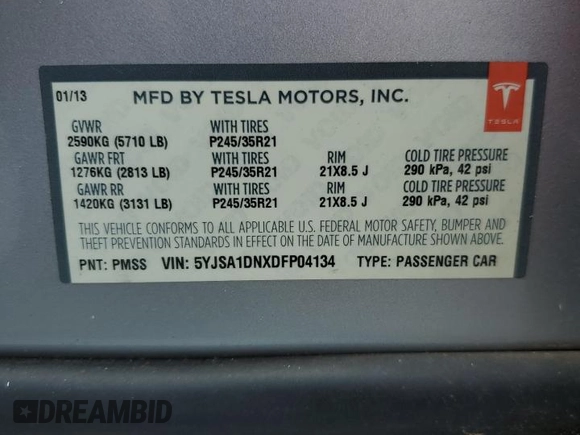 01/13 MFD BY TESLA MOTORS, INC.
TESLA
GVWR WITH TIRES
2590KG (5710 LB) P245/35R21
GAWR FRT WITH TIRES RIM COLD TIRE PRESSURE
1276KG (2813 LB) P245/35R21 21X8.5 J 290 kPa, 42 psi
GAWR RR WITH TIRES RIM COLD TIRE PRESSURE
1420KG (3131 LB) P245/35R21 21X8.5 J 290 kPa, 42 psi
THIS VEHICLE CONFORMS TO ALL APPLICABLE U.S. FEDERAL MOTOR SAFETY, BUMPER AND
THEFT PREVENTION STANDARDS IN EFFECT ON THE DATE OF MANUFACTURE SHOWN ABOVE.
PNT: PMSS VIN: 5YJSA1DNXDFP04134 TYPE: PASSENGER CAR
DREAMBID